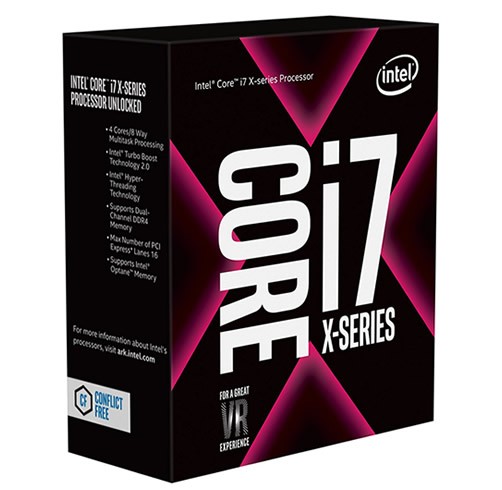 INTEL® CORE™ i7 X-SERIES
PROCESSOR UNLOCKED
• 4 Cores/8 Way
Multitask Processing
• Intel® Turbo Boost
Technology 2.0
• Intel® Hyper-
Threading
Technology
• Supports Dual-
Channel DDR4
Memory
• Max Number of PCI
Express® Lanes 16
• Supports Intel®
Optane™ Memory
For more information about Intel's
processors, visit ark.intel.com
CF
CONFLICT
FREE
Intel® Core™ i7 X-series Processor
intel
CORE
i7
X-SERIES
FOR A GREAT
VR
EXPERIENCE